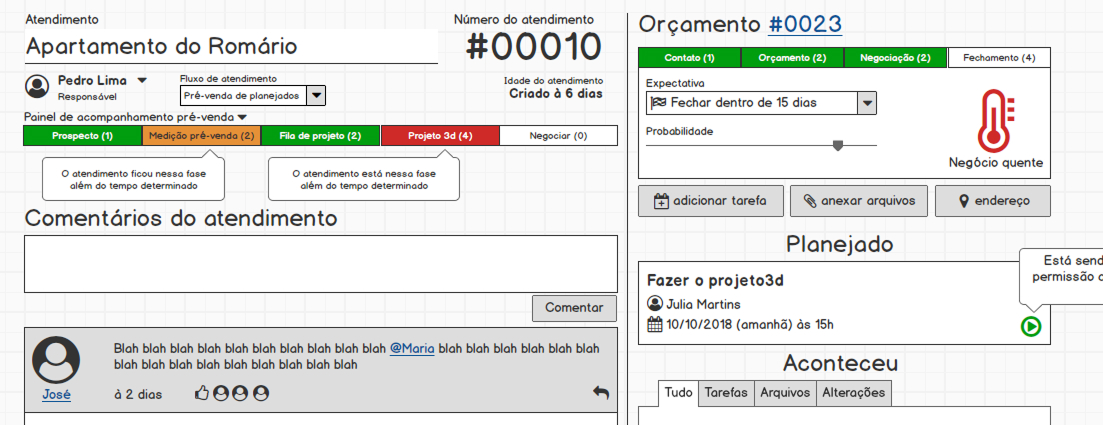 Atendimento
Apartamento do Romário
Número do atendimento
#00010
Pedro Lima
Responsável
Fluxo de atendimento
Pré-venda de planejados
Idade do atendimento
Criado à 6 dias
Painel de acompanhamento pré-venda
Prospecto (1) Medição pré-venda (2) Fila de projeto (2) Projeto 3d (4) Negociar (0)
O atendimento ficou nessa fase
além do tempo determinado
O atendimento está nessa fase
além do tempo determinado
Comentários do atendimento
Comentar
Blah blah blah blah blah blah blah blah blah blah @Maria blah blah blah blah blah blah
blah blah blah blah blah blah blah blah blah
José
à 2 dias
Orçamento #0023
Contato (1) Orçamento (2) Negociação (2) Fechamento (4)
Expectativa
Fechar dentro de 15 dias
Probabilidade
Negócio quente
adicionar tarefa anexar arquivos endereço
Planejado
Fazer o projeto3d
Julia Martins
10/10/2018 (amanhã) às 15h
Está send
permissão
Aconteceu
Tudo Tarefas Arquivos Alterações